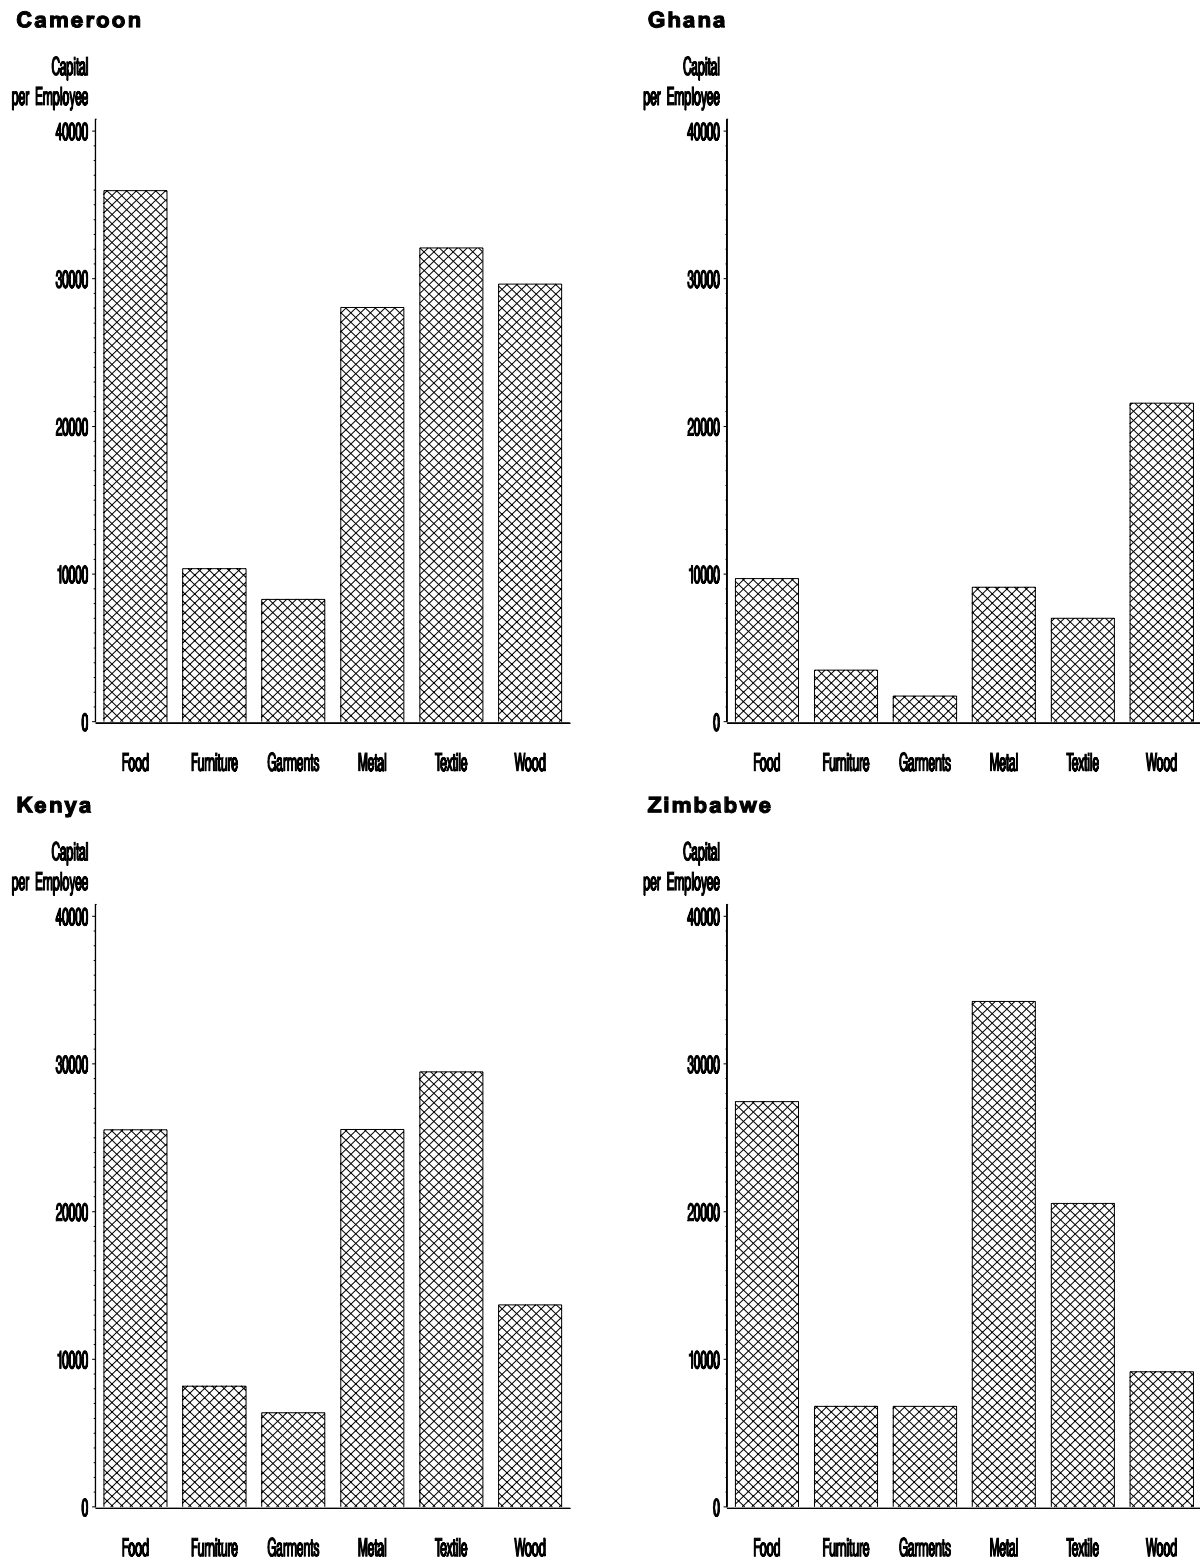 Cameroon
Capital
per Employee
40000
30000
20000
10000
0
Food Furniture Garments Metal Textile Wood
Ghana
Capital
per Employee
40000
30000
20000
10000
0
Food Furniture Garments Metal Textile Wood
Kenya
Capital
per Employee
40000
30000
20000
10000
0
Food Furniture Garments Metal Textile Wood
Zimbabwe
Capital
per Employee
40000
30000
20000
10000
0
Food Furniture Garments Metal Textile Wood